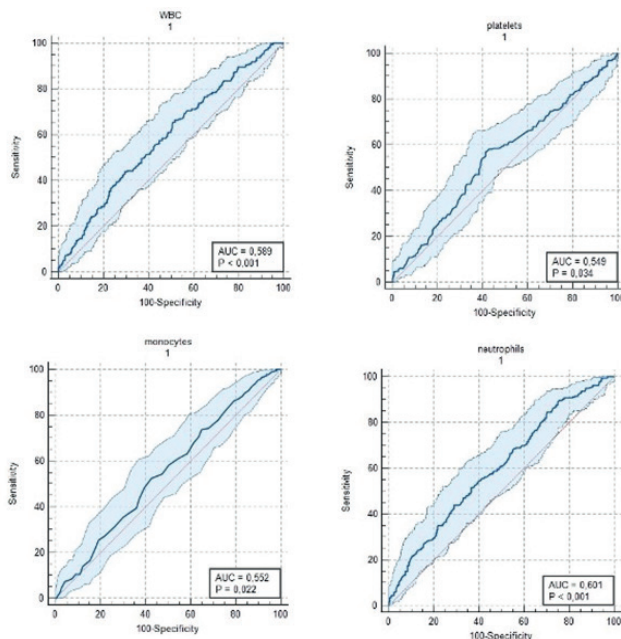 WBC
1
100
80
60
40
20
0
Sensitivity
0 20 40 60 80 100
100-Specificity
AUC = 0,589
P < 0,001
platelets
1
100
80
60
40
20
0
Sensitivity
0 20 40 60 80 100
100-Specificity
AUC = 0,549
P = 0,034
monocytes
1
100
80
60
40
20
0
Sensitivity
0 20 40 60 80 100
100-Specificity
AUC = 0,552
P = 0,022
neutrophils
1
100
80
60
40
20
0
Sensitivity
0 20 40 60 80 100
100-Specificity
AUC = 0,601
P < 0,001